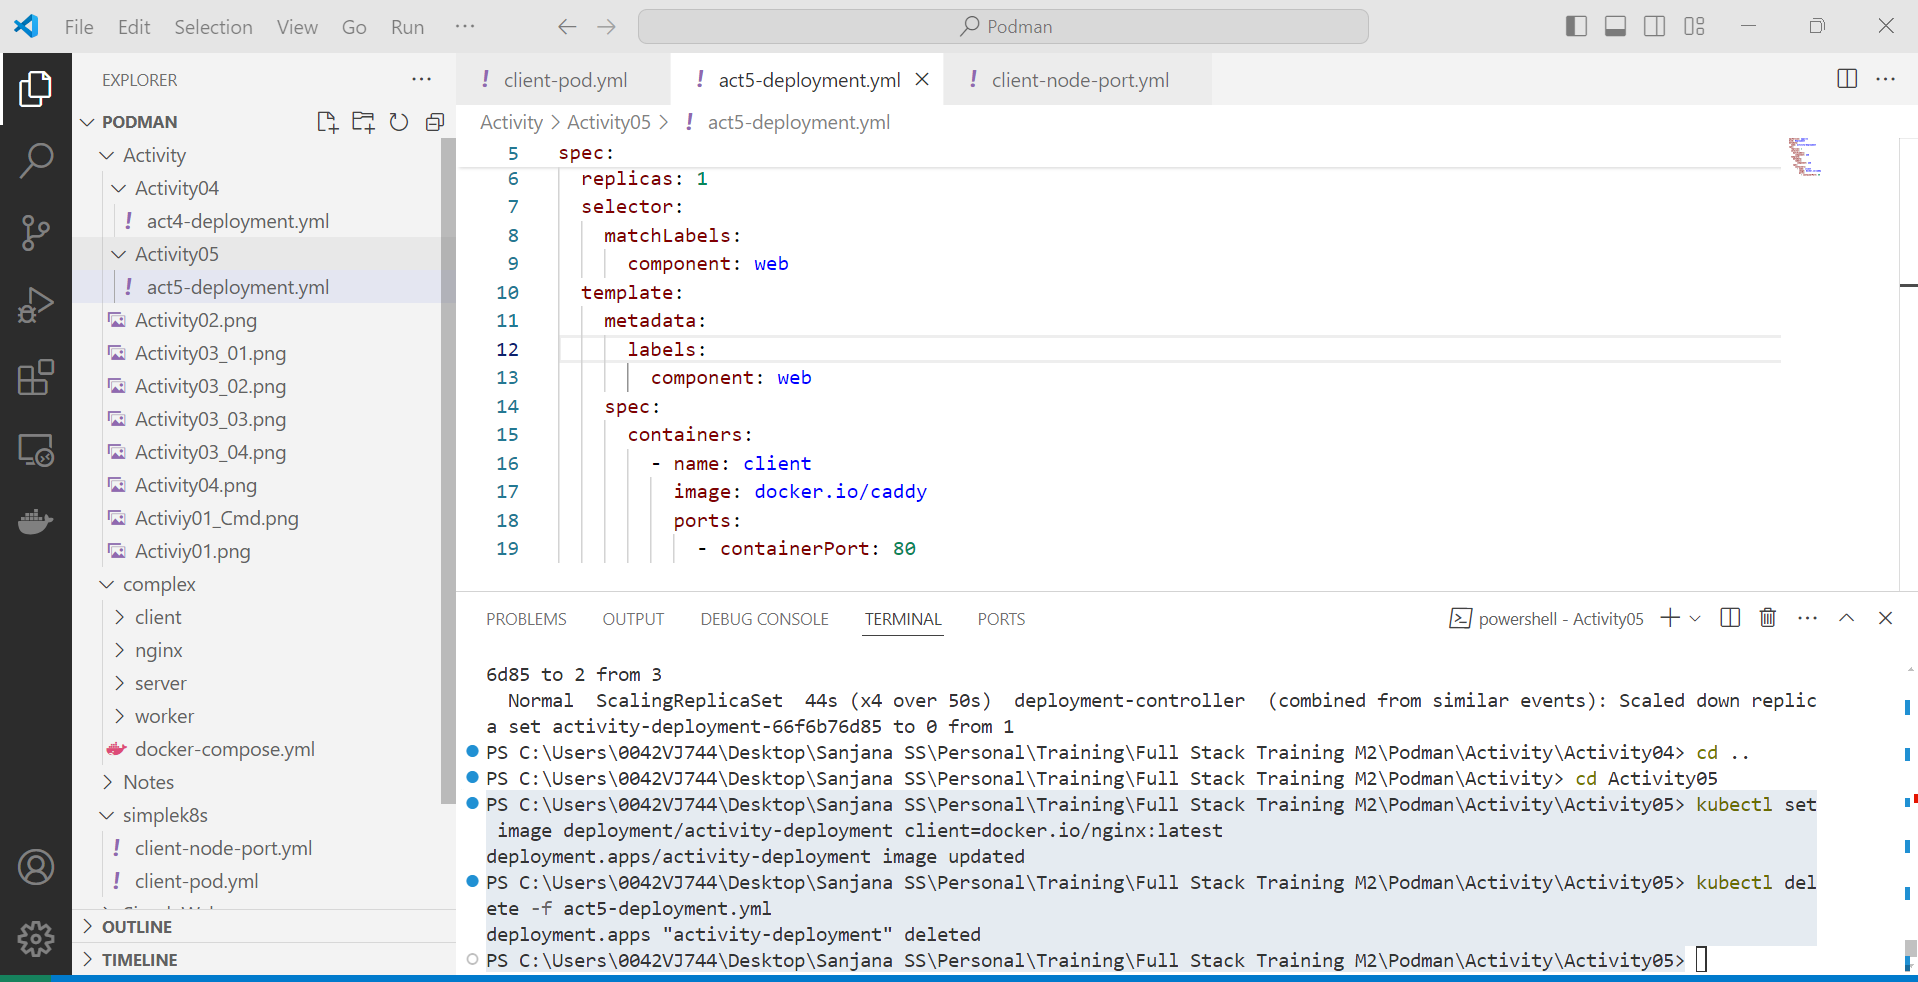 File Edit Selection View Go Run ···
Podman
EXPLORER ···
PODMAN
Activity
Activity04
! act4-deployment.yml
Activity05
! act5-deployment.yml
Activity02.png
Activity03_01.png
Activity03_02.png
Activity03_03.png
Activity03_04.png
Activity04.png
Activiy01_Cmd.png
Activiy01.png
complex
client
nginx
server
worker
docker-compose.yml
Notes
simplek8s
! client-node-port.yml
! client-pod.yml
OUTLINE
TIMELINE
! client-pod.yml
! act5-deployment.yml
! client-node-port.yml
Activity > Activity05 > ! act5-deployment.yml
5 spec:
6 replicas: 1
7 selector:
8 matchLabels:
9 component: web
10 template:
11 metadata:
12 labels:
13 component: web
14 spec:
15 containers:
16 - name: client
17 image: docker.io/caddy
18 ports:
19 - containerPort: 80
PROBLEMS OUTPUT DEBUG CONSOLE TERMINAL PORTS
powershell - Activity05
6d85 to 2 from 3
Normal ScalingReplicaSet 44s (x4 over 50s) deployment-controller (combined from similar events): Scaled down replic
a set activity-deployment-66f6b76d85 to 0 from 1
PS C:\Users\0042VJ744\Desktop\Sanjana SS\Personal\Training\Full Stack Training M2\Podman\Activity\Activity04> cd ..
PS C:\Users\0042VJ744\Desktop\Sanjana SS\Personal\Training\Full Stack Training M2\Podman\Activity> cd Activity05
PS C:\Users\0042VJ744\Desktop\Sanjana SS\Personal\Training\Full Stack Training M2\Podman\Activity\Activity05> kubectl set
image deployment/activity-deployment client=docker.io/nginx:latest
deployment.apps/activity-deployment image updated
PS C:\Users\0042VJ744\Desktop\Sanjana SS\Personal\Training\Full Stack Training M2\Podman\Activity\Activity05> kubectl del
ete -f act5-deployment.yml
deployment.apps "activity-deployment" deleted
PS C:\Users\0042VJ744\Desktop\Sanjana SS\Personal\Training\Full Stack Training M2\Podman\Activity\Activity05>